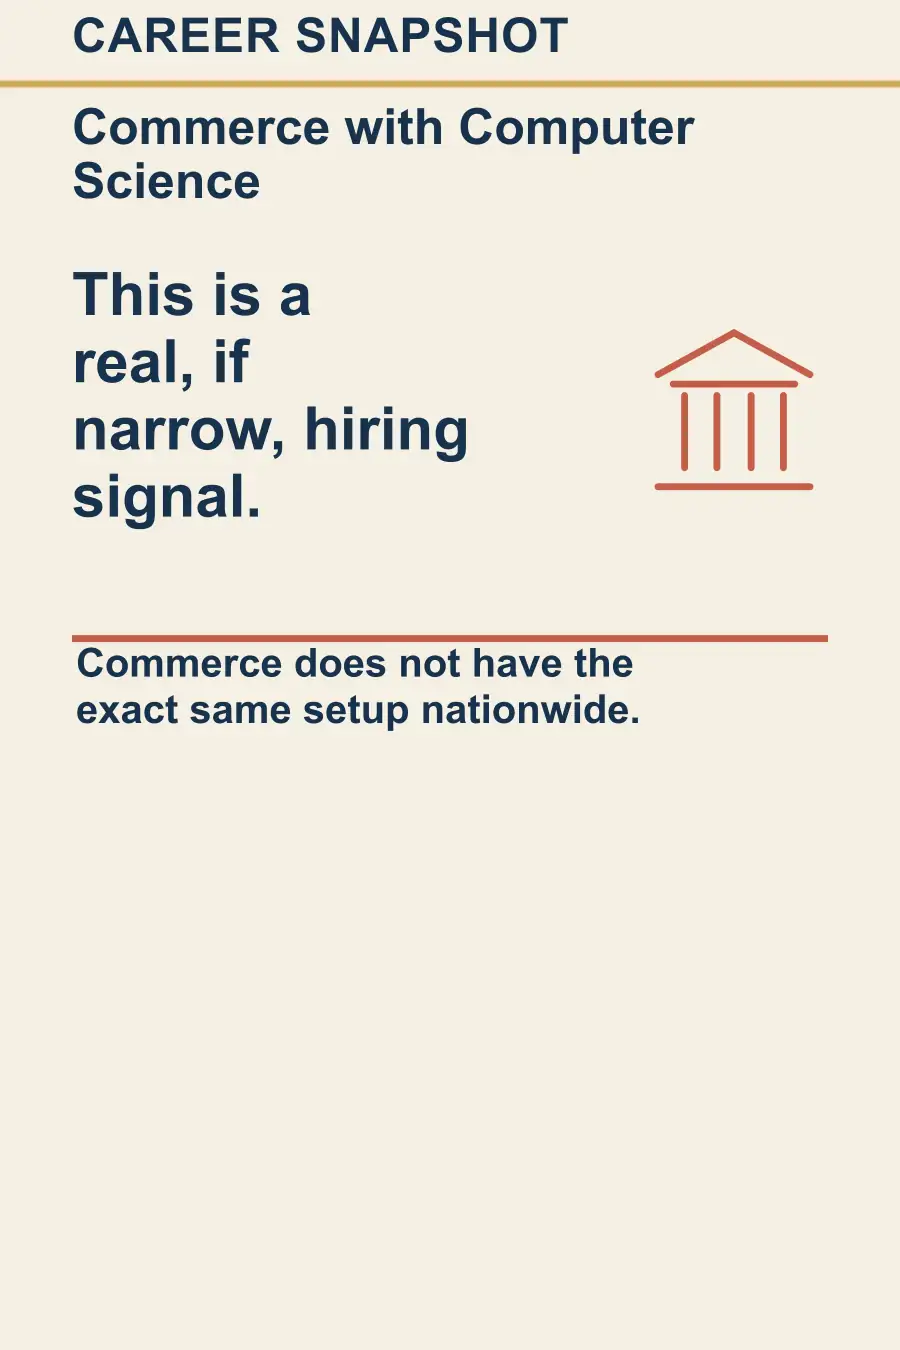 CAREER SNAPSHOT
Commerce with Computer
Science
This is a
real, if
narrow, hiring
signal.
Commerce does not have the
exact same setup nationwide.